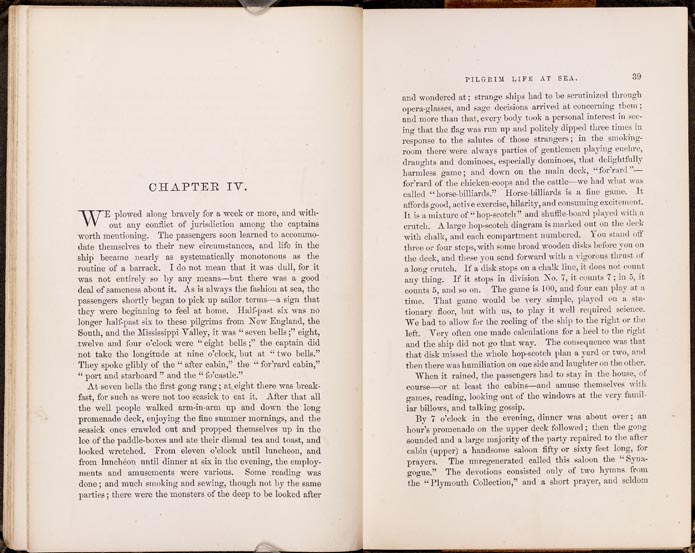 CHAPTER IV.
WE plowed along bravely for a week or more, and with-
out any conflict of jurisdiction among the captains
worth mentioning. The passengers soon learned to accommo-
date themselves to their new circumstances, and life in the
ship became nearly as systematically monotonous as the
routine of a barrack. I do not mean that it was dull, for it
was not entirely so by any means—but there was a good
deal of sameness about it. As is always the fashion at sea, the
passengers shortly began to pick up sailor terms—a sign that
they were beginning to feel at home. Half-past six was no
longer half-past six to these pilgrims from New England, the
South, and the Mississippi Valley, it was "seven bells;" eight,
twelve and four o'clock were "eight bells;" the captain did
not take the longitude at nine o'clock, but at "two bells."
They spoke glibly of the "after cabin," the "for'rard cabin,"
"port and starboard" and the "fo'castle."
At seven bells the first gong rang; at eight there was break-
fast, for such as were not too seasick to eat it. After that all
the well people walked arm-in-arm up and down the long
promenade deck, enjoying the fine summer mornings, and the
seasick ones crawled out and propped themselves up in the
lee of the paddle-boxes and ate their dismal tea and toast, and
looked wretched. From eleven o'clock until luncheon, and
from luncheon until dinner at six in the evening, the employ-
ments and amusements were various. Some reading was
done; and much smoking and sewing, though not by the same
parties; there were the monsters of the deep to be looked after
PILGRIM LIFE AT SEA. 39
and wondered at; strange ships had to be scrutinized through
opera-glasses, and sage decisions arrived at concerning them;
and more than that, every body took a personal interest in see-
ing that the flag was run up and politely dipped three times in
response to the salutes of those strangers; in the smoking-
room there were always parties of gentlemen playing euchre,
draughts and dominoes, especially dominoes, that delightfully
harmless game; and down on the main deck, "for'rard"—
for'rard of the chicken-coops and the cattle—we had what was
called "horse-billiards." Horse-billiards is a fine game. It
affords good, active exercise, hilarity, and consuming excitement.
It is a mixture of "hop-scotch" and shuffle-board played with a
crutch. A large hop-scotch diagram is marked out on the deck
with chalk, and each compartment numbered. You stand off
three or four steps, with some broad wooden disks before you on
the deck, and these you send forward with a vigorous thrust of
a long crutch. If a disk stops on a chalk line, it does not count
any thing. If it stops in division No. 7, it counts 7; in 5, it
counts 5, and so on. The game is 100, and four can play at a
time. That game would be very simple, played on a sta-
tionary floor, but with us, to play it well required science.
We had to allow for the reeling of the ship to the right or the
left. Very often one made calculations for a heel to the right
and the ship did not go that way. The consequence was that
that disk missed the whole hop-scotch plan a yard or two, and
then there was humiliation on one side and laughter on the other.
When it rained, the passengers had to stay in the house, of
course—or at least the cabins—and amuse themselves with
games, reading, looking out of the windows at the very famil-
iar billows, and talking gossip.
By 7 o'clock in the evening, dinner was about over; an
hour's promenade on the upper deck followed; then the gong
sounded and a large majority of the party repaired to the after
cabin (upper) a handsome saloon fifty or sixty feet long, for
prayers. The unregenerated called this saloon the "Syna-
gogue." The devotions consisted only of two hymns from
the "Plymouth Collection," and a short prayer, and seldom